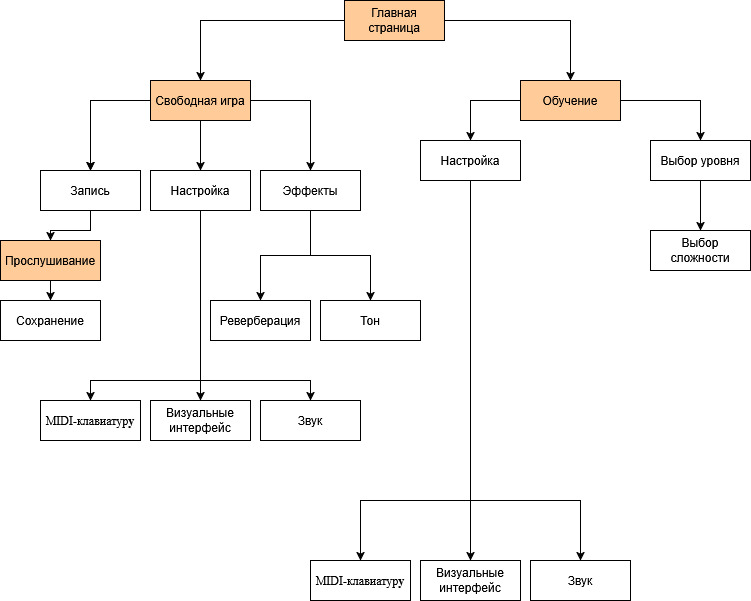 Главная
страница
Свободная игра
Обучение
Настройка
Выбор уровня
Запись
Настройка
Эффекты
Выбор
сложности
Прослушивание
Сохранение
Реверберация
Тон
MIDI-клавиатуру
Визуальные
интерфейс
Звук
MIDI-клавиатуру
Визуальные
интерфейс
Звук